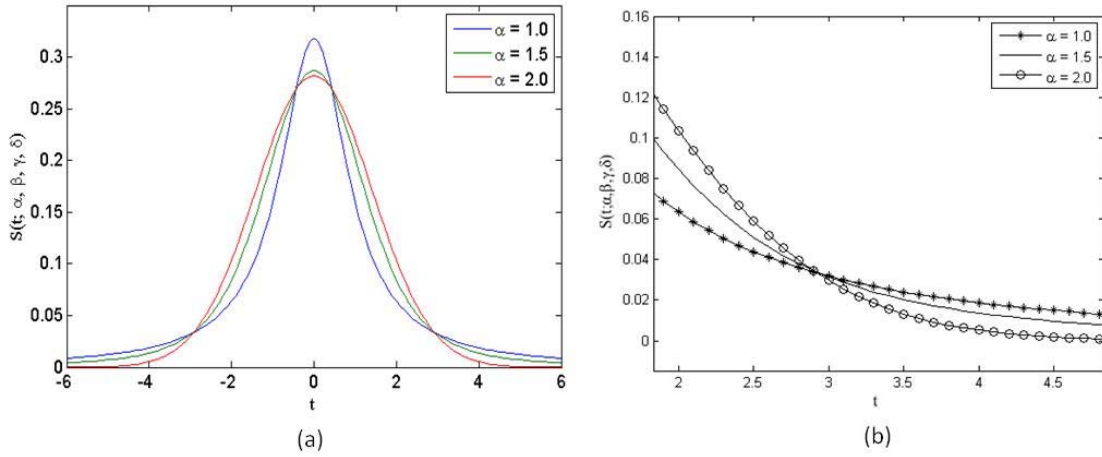 S(t; α, β, γ, δ)
0.3
0.25
0.2
0.15
0.1
0.05
0
-6
-4
-2
0
2
4
6
t
α = 1.0
α = 1.5
α = 2.0
(a)
S(t;α,β,γ,δ)
0.16
0.14
0.12
0.1
0.08
0.06
0.04
0.02
0
2
2.5
3
3.5
4
4.5
t
α = 1.0
α = 1.5
α = 2.0
(b)